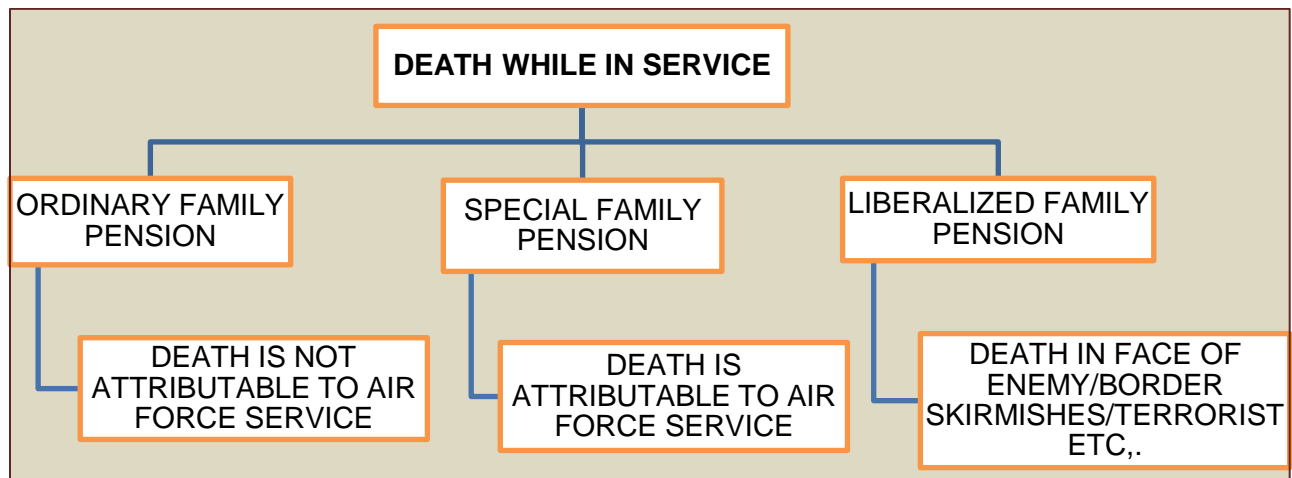 DEATH WHILE IN SERVICE
ORDINARY FAMILY
PENSION
SPECIAL FAMILY
PENSION
LIBERALIZED FAMILY
PENSION
DEATH IS NOT
ATTRIBUTABLE TO AIR
FORCE SERVICE
DEATH IS
ATTRIBUTABLE TO AIR
FORCE SERVICE
DEATH IN FACE OF
ENEMY/BORDER
SKIRMISHES/TERRORIST
ETC,.